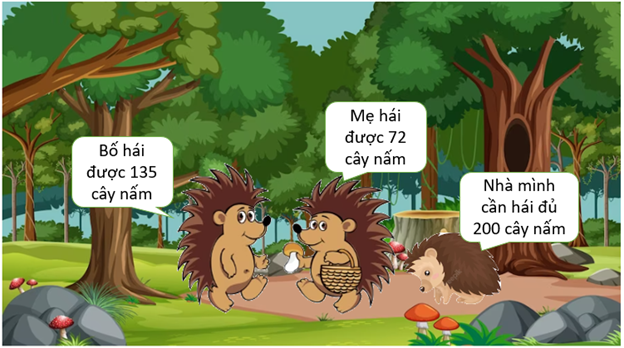 Bố hái
được 135
cây nấm
Mẹ hái
được 72
cây nấm
Nhà mình
cần hái đủ
200 cây nấm